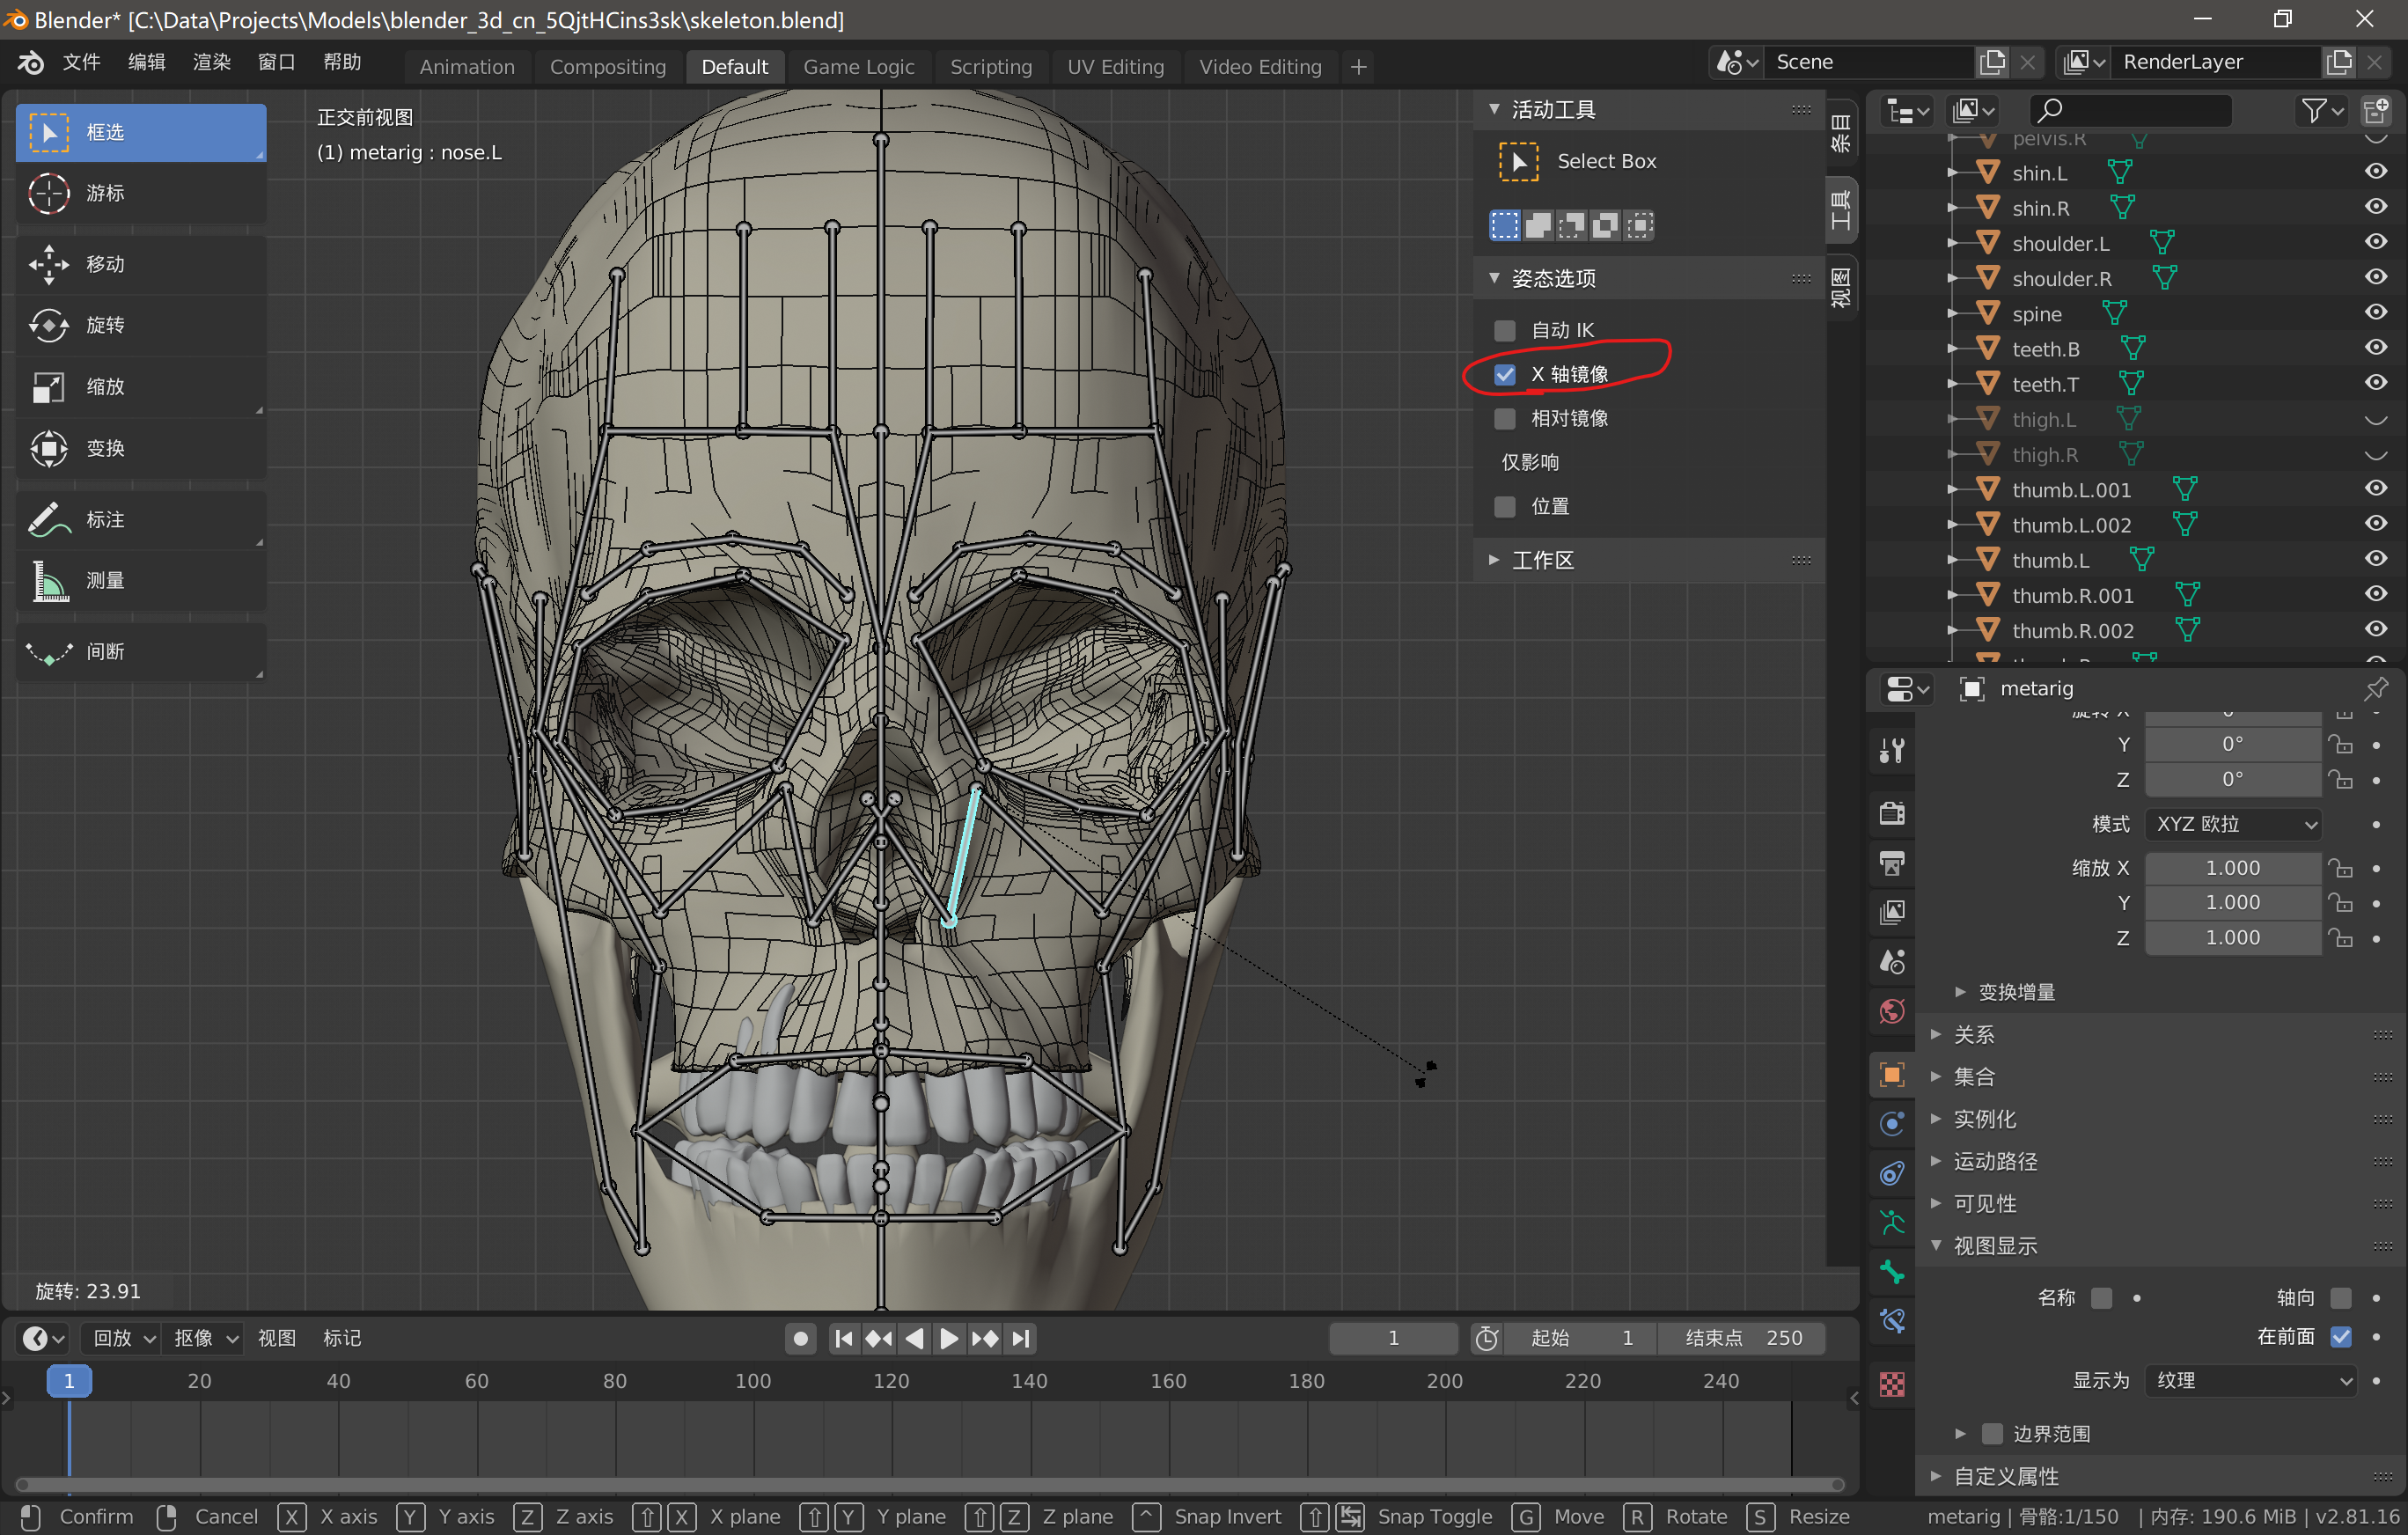 Blender* [C:\Data\Projects\Models\blender_3d_cn_5QjtHCins3sk\skeleton.blend]
文件 编辑 渲染 窗口 帮助 Animation Compositing Default Game Logic Scripting UV Editing Video Editing + Scene RenderLayer
框选
游标
移动
旋转
缩放
变换
标注
测量
间断
正交前视图
(1) metarig : nose.L
旋转: 23.91
活动工具
Select Box
姿态选项
自动 IK
X 轴镜像
相对镜像
仅影响
位置
工作区
条目
工具
视图
pelvis.R
shin.L
shin.R
shoulder.L
shoulder.R
spine
teeth.B
teeth.T
thigh.L
thigh.R
thumb.L.001
thumb.L.002
thumb.L
thumb.R.001
thumb.R.002
metarig
旋转 X 0°
Y 0°
Z 0°
模式 XYZ 欧拉
缩放 X 1.000
Y 1.000
Z 1.000
变换增量
关系
集合
实例化
运动路径
可见性
视图显示
名称 轴向
在前面
显示为 纹理
边界范围
自定义属性
回放 抠像 视图 标记 1 起始 1 结束点 250
1 20 40 60 80 100 120 140 160 180 200 220 240
Confirm Cancel X X axis Y Y axis Z Z axis ⇧ X X plane ⇧ Y Y plane ⇧ Z Z plane ^ Snap Invert ⇧ ↹ Snap Toggle G Move R Rotate S Resize metarig | 骨骼:1/150 | 内存: 190.6 MiB | v2.81.16